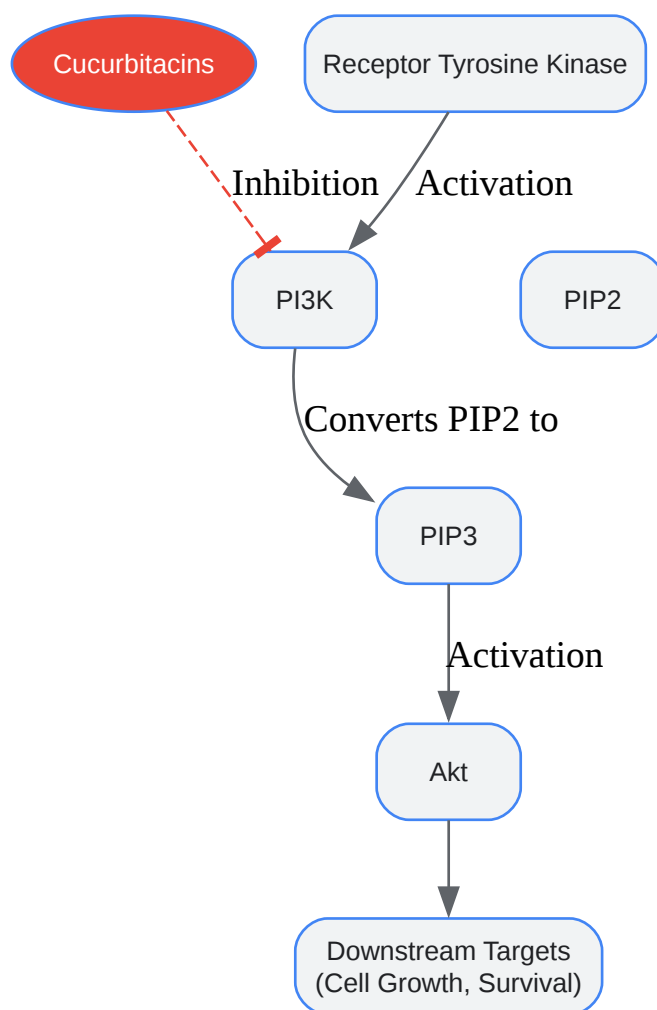 Cucurbitacins
Receptor Tyrosine Kinase
Inhibition
Activation
PI3K
PIP2
Converts PIP2 to
PIP3
Activation
Akt
Downstream Targets
(Cell Growth, Survival)